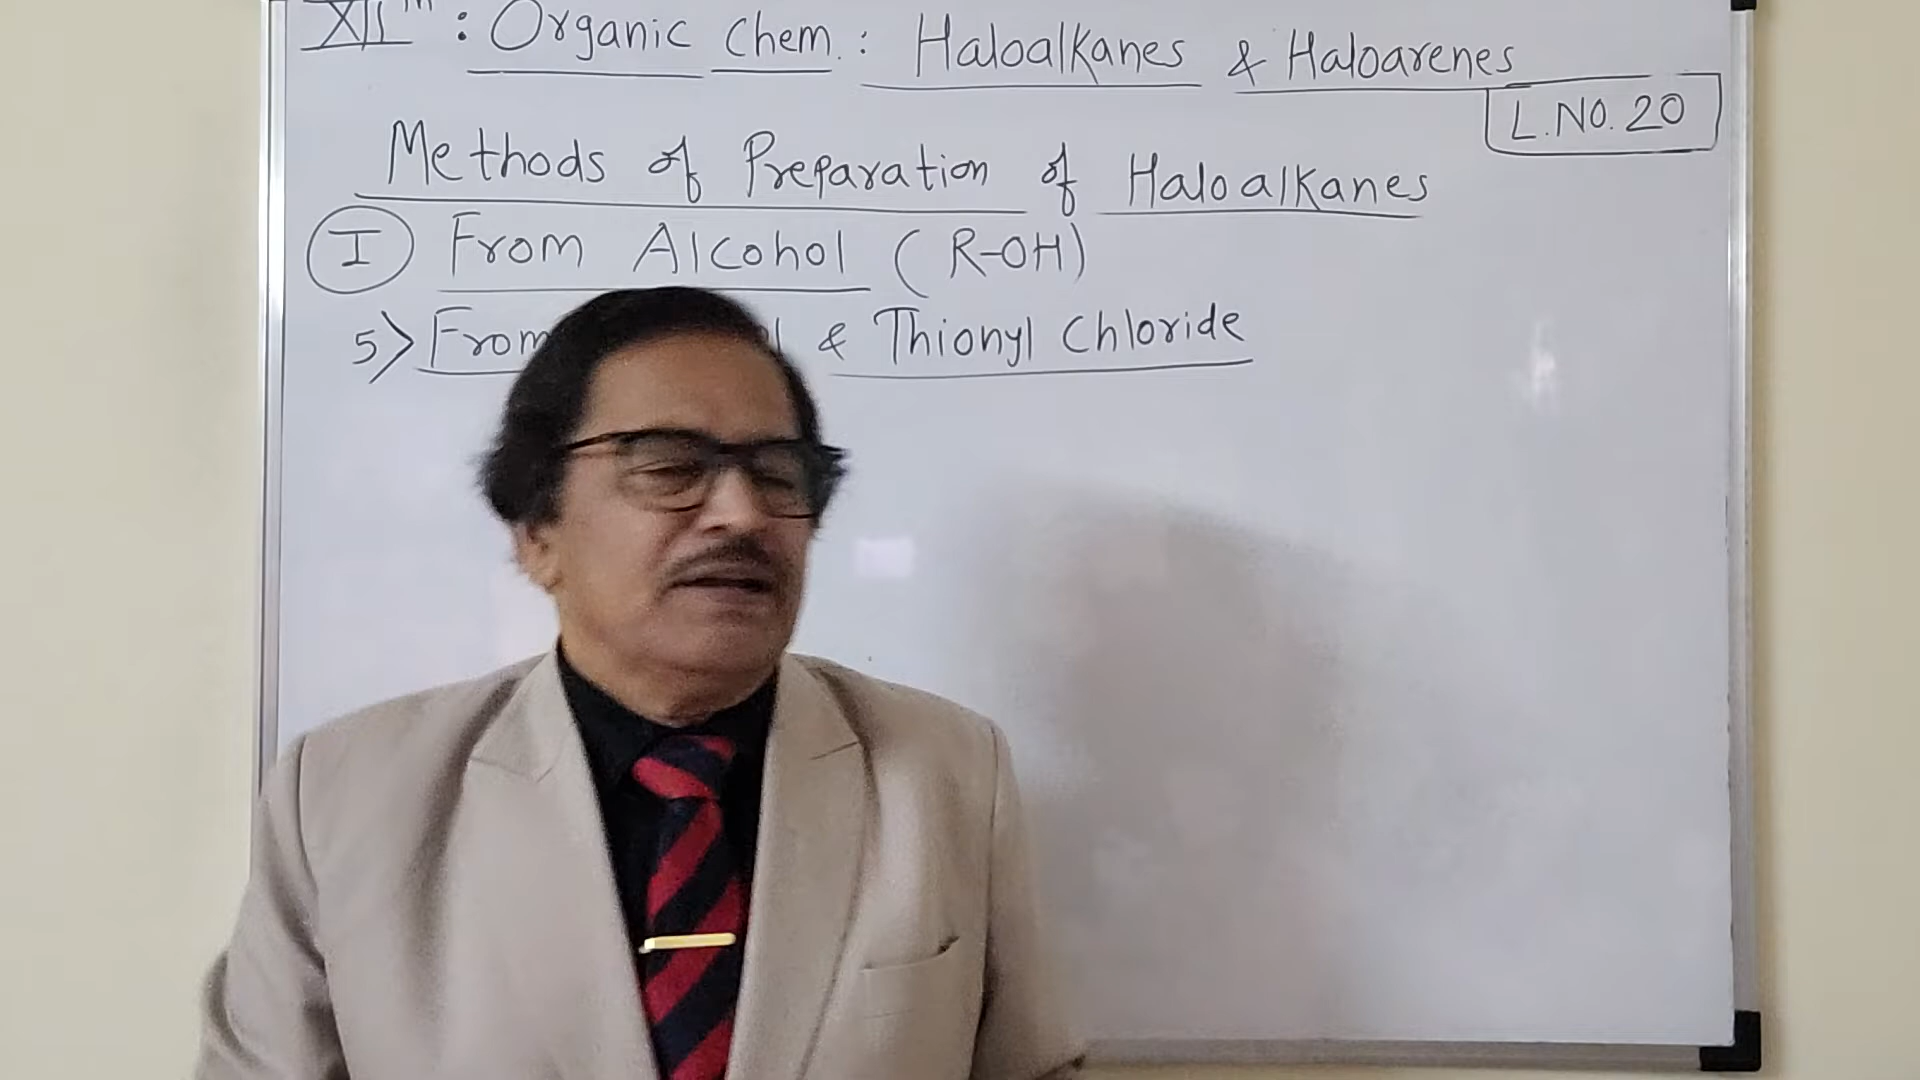 XIIth : Organic Chem. : Haloalkanes & Haloarenes
L.NO. 20
Methods of Preparation of Haloalkanes
I From Alcohol (R-OH)
5> From & Thionyl Chloride